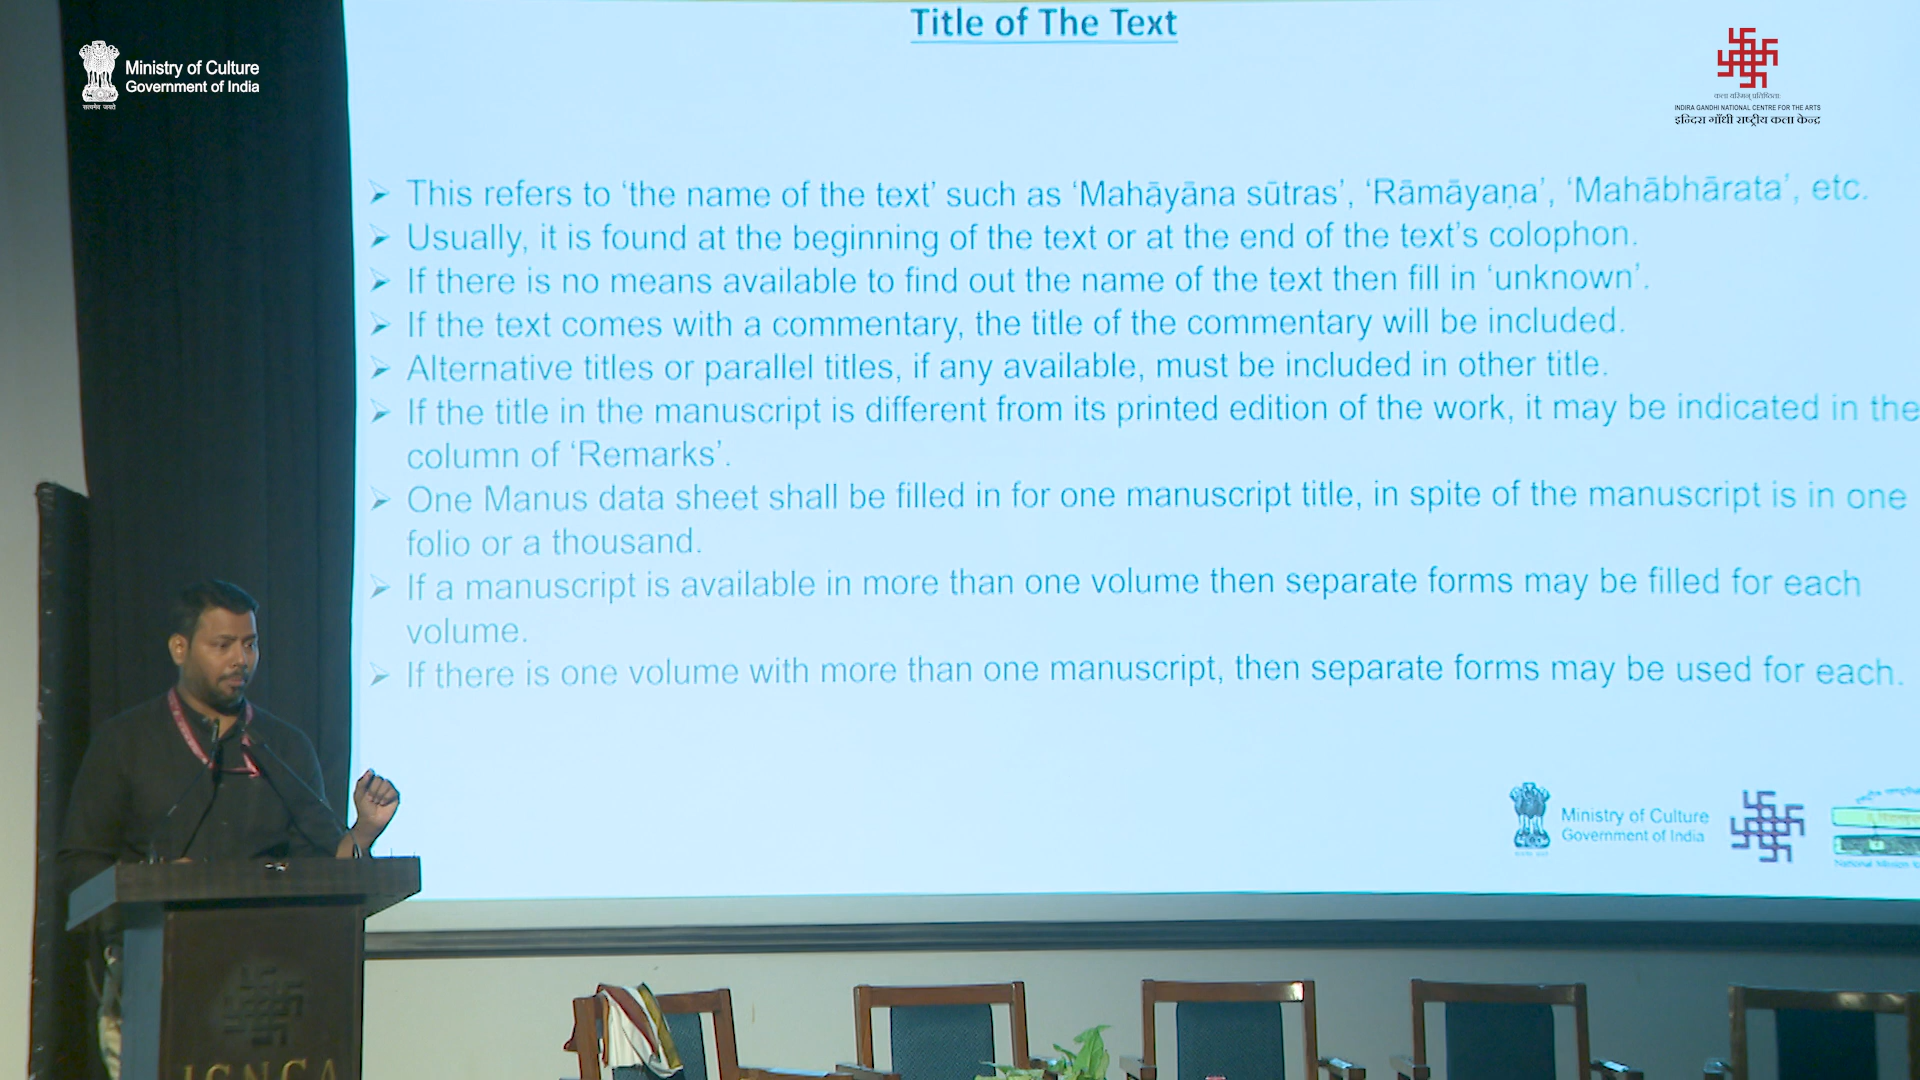 Title of The Text
Ministry of Culture
Government of India
सत्यमेव जयते
INDIRA GANDHI NATIONAL CENTRE FOR THE ARTS
इन्दिरा गाँधी राष्ट्रीय कला केन्द्र
➢ This refers to ‘the name of the text’ such as ‘Mahāyāna sūtras’, ‘Rāmāyaṇa’, ‘Mahābhārata’, etc.
➢ Usually, it is found at the beginning of the text or at the end of the text’s colophon.
➢ If there is no means available to find out the name of the text then fill in ‘unknown’.
➢ If the text comes with a commentary, the title of the commentary will be included.
➢ Alternative titles or parallel titles, if any available, must be included in other title.
➢ If the title in the manuscript is different from its printed edition of the work, it may be indicated in the
column of ‘Remarks’.
➢ One Manus data sheet shall be filled in for one manuscript title, in spite of the manuscript is in one
folio or a thousand.
➢ If a manuscript is available in more than one volume then separate forms may be filled for each
volume.
➢ If there is one volume with more than one manuscript, then separate forms may be used for each.
Ministry of Culture
Government of India
National Mission
IGNCA